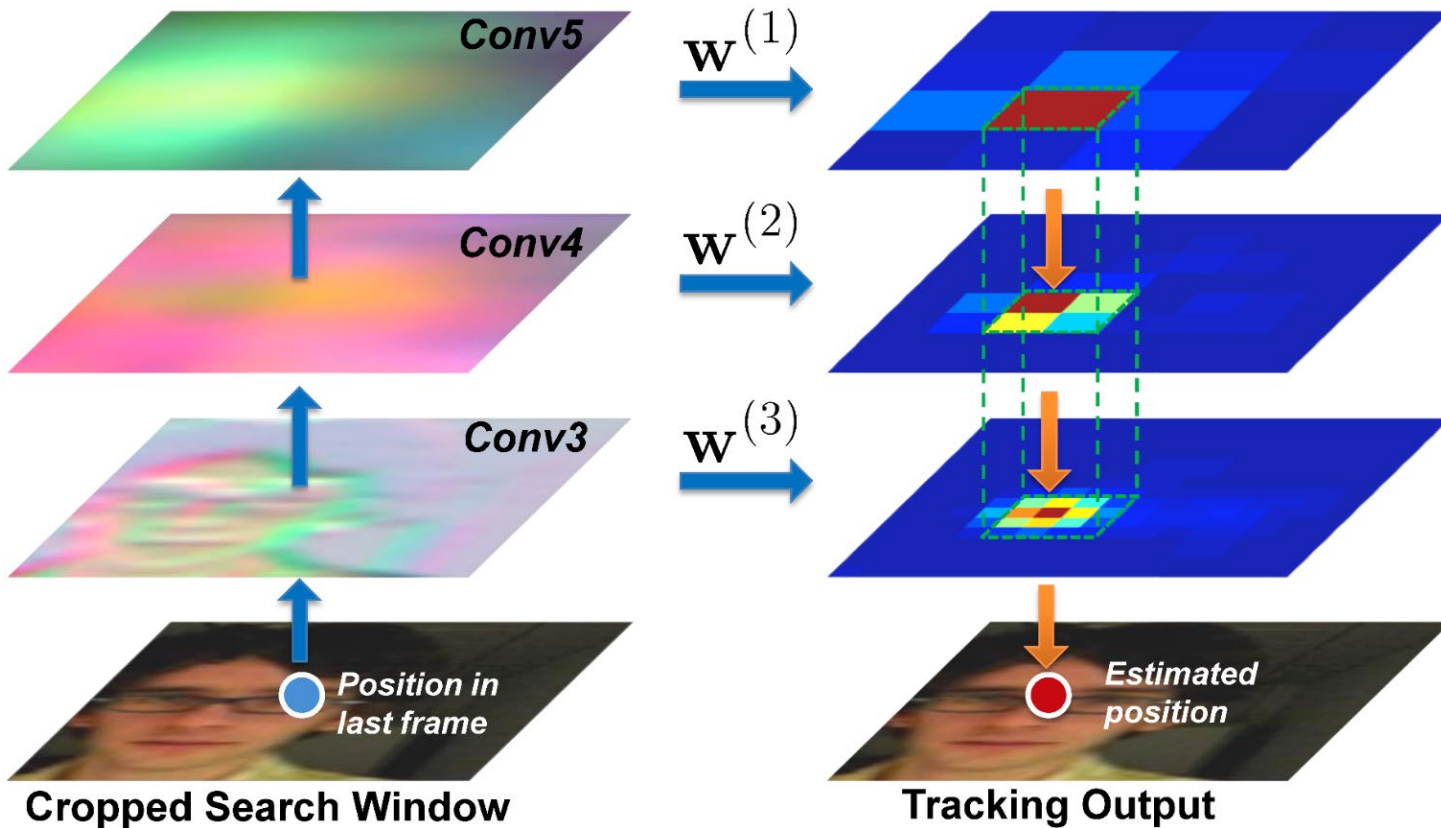 Conv5
w^(1)
Conv4
w^(2)
Conv3
w^(3)
Position in
last frame
Estimated
position
Cropped Search Window
Tracking Output